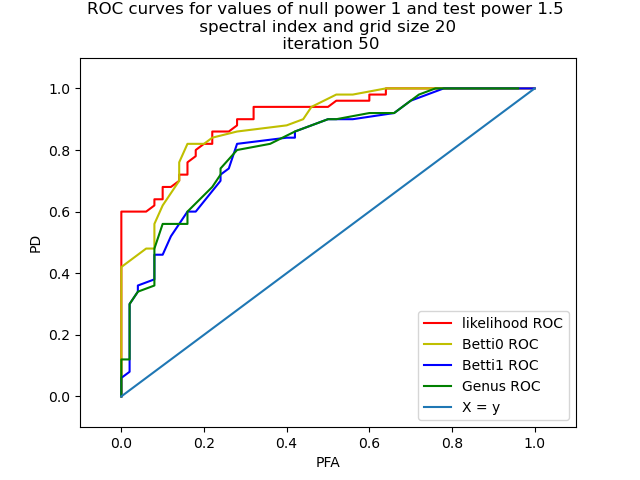 ROC curves for values of null power 1 and test power 1.5
spectral index and grid size 20
iteration 50
PD
1.0
0.8
0.6
0.4
0.2
0.0
likelihood ROC
Betti0 ROC
Betti1 ROC
Genus ROC
X = y
0.0 0.2 0.4 0.6 0.8 1.0
PFA